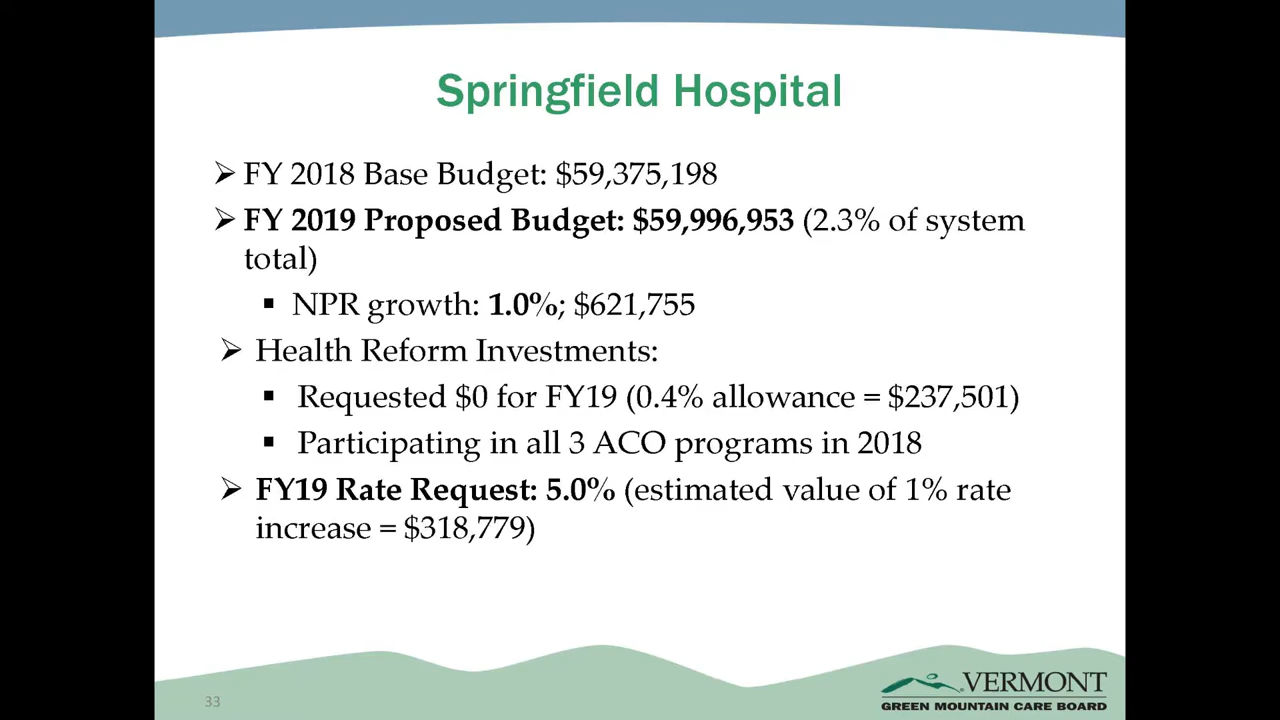 Springfield Hospital
➢ FY 2018 Base Budget: $59,375,198
➢ FY 2019 Proposed Budget: $59,996,953 (2.3% of system
total)
▪ NPR growth: 1.0%; $621,755
➢ Health Reform Investments:
▪ Requested $0 for FY19 (0.4% allowance = $237,501)
▪ Participating in all 3 ACO programs in 2018
➢ FY19 Rate Request: 5.0% (estimated value of 1% rate
increase = $318,779)
33
VERMONT
GREEN MOUNTAIN CARE BOARD